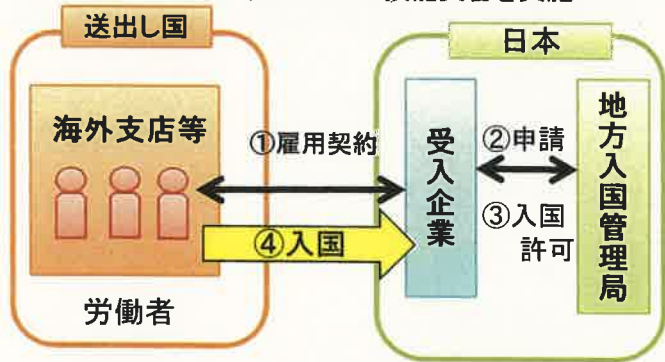 送出し国
日本
海外支店等
①雇用契約
受入企業
②申請
③入国
許可
地方入国管理局
④入国
労働者